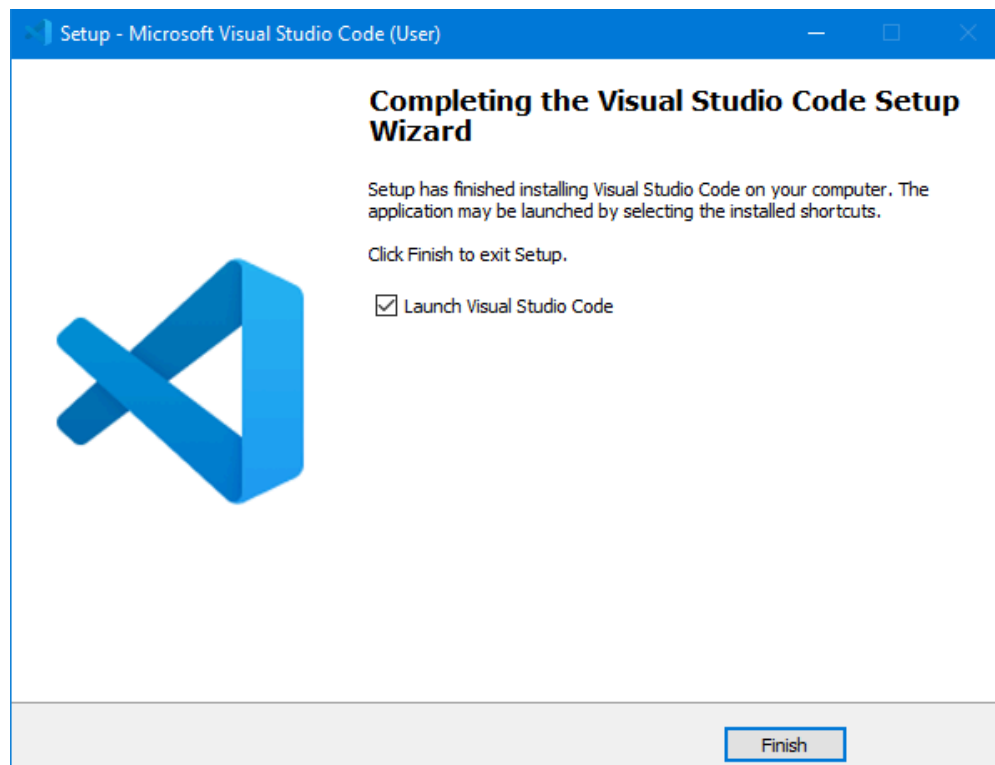 Setup - Microsoft Visual Studio Code (User)
Completing the Visual Studio Code Setup
Wizard
Setup has finished installing Visual Studio Code on your computer. The
application may be launched by selecting the installed shortcuts.
Click Finish to exit Setup.
Launch Visual Studio Code
Finish